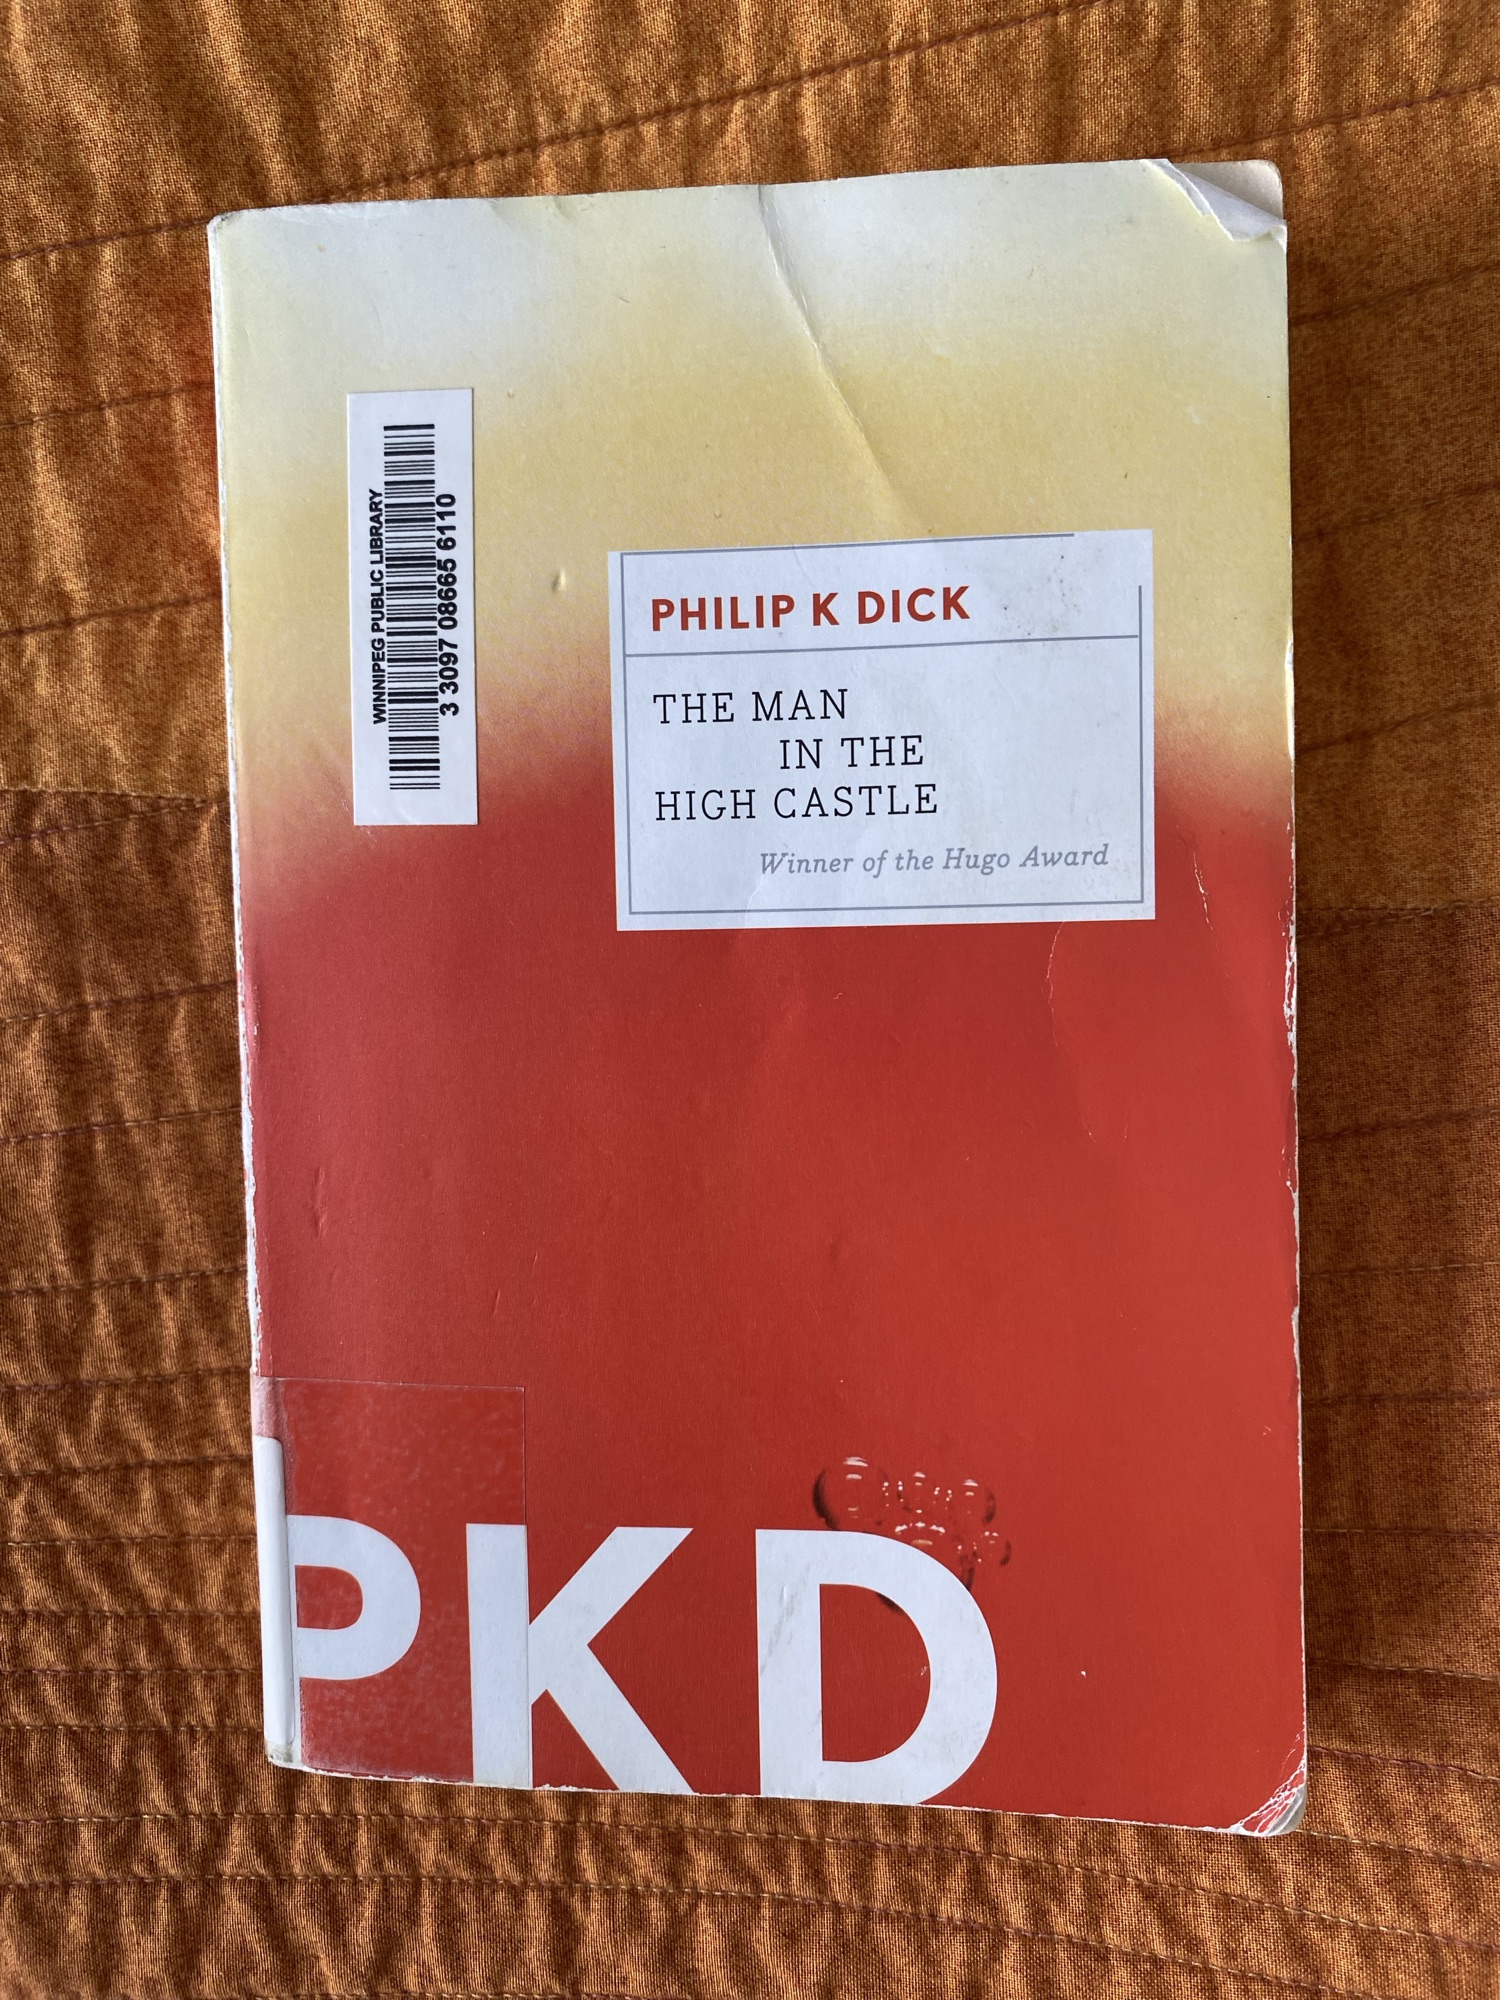 WINNIPEG PUBLIC LIBRARY
3 3097 08665 6110
PHILIP K DICK
THE MAN
IN THE
HIGH CASTLE
Winner of the Hugo Award
PKD